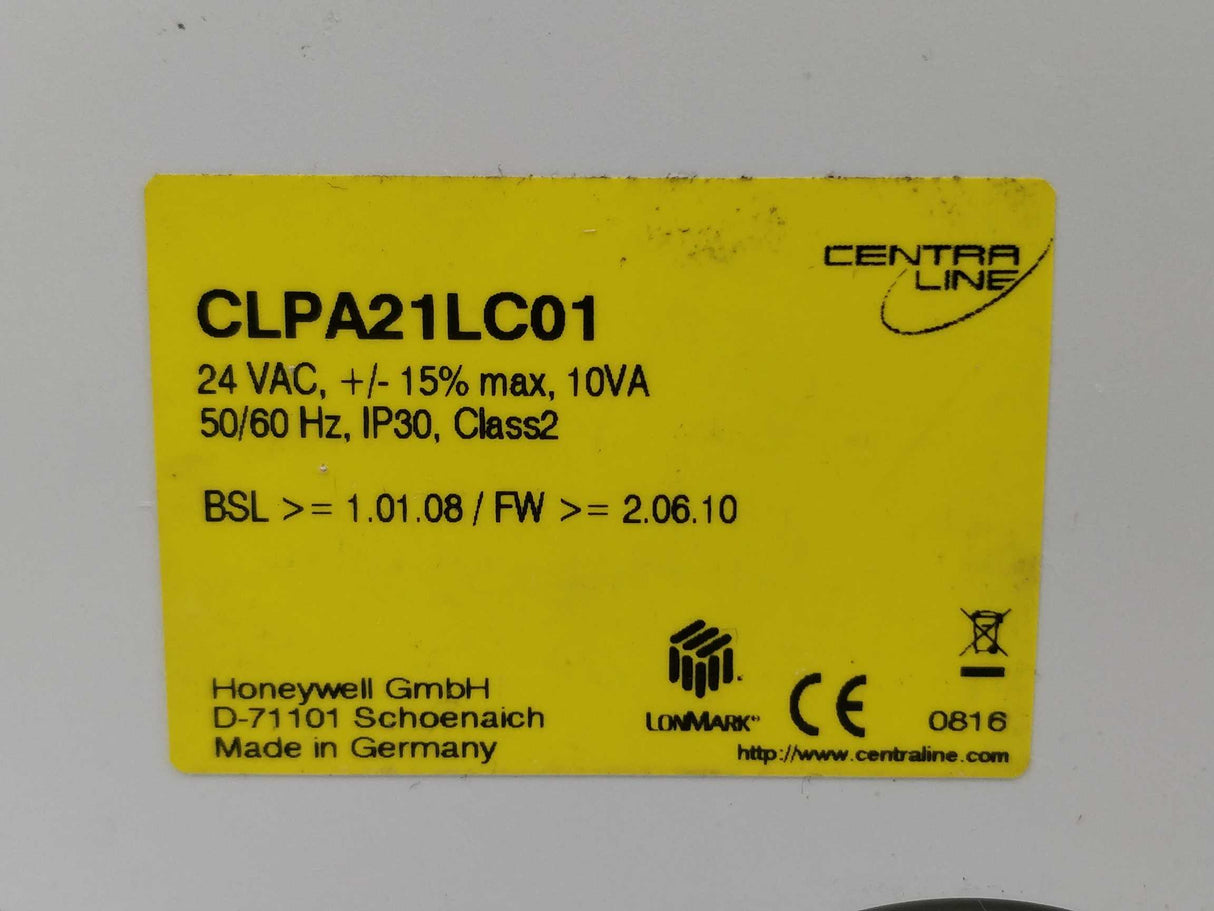 CENTRA
LINE
CLPA21LC01
24 VAC, +/- 15% max, 10VA
50/60 Hz, IP30, Class2
BSL >= 1.01.08 / FW >= 2.06.10
Honeywell GmbH
D-71101 Schoenaich
Made in Germany
LONMARK®
CE
0816
http://www.centraline.com